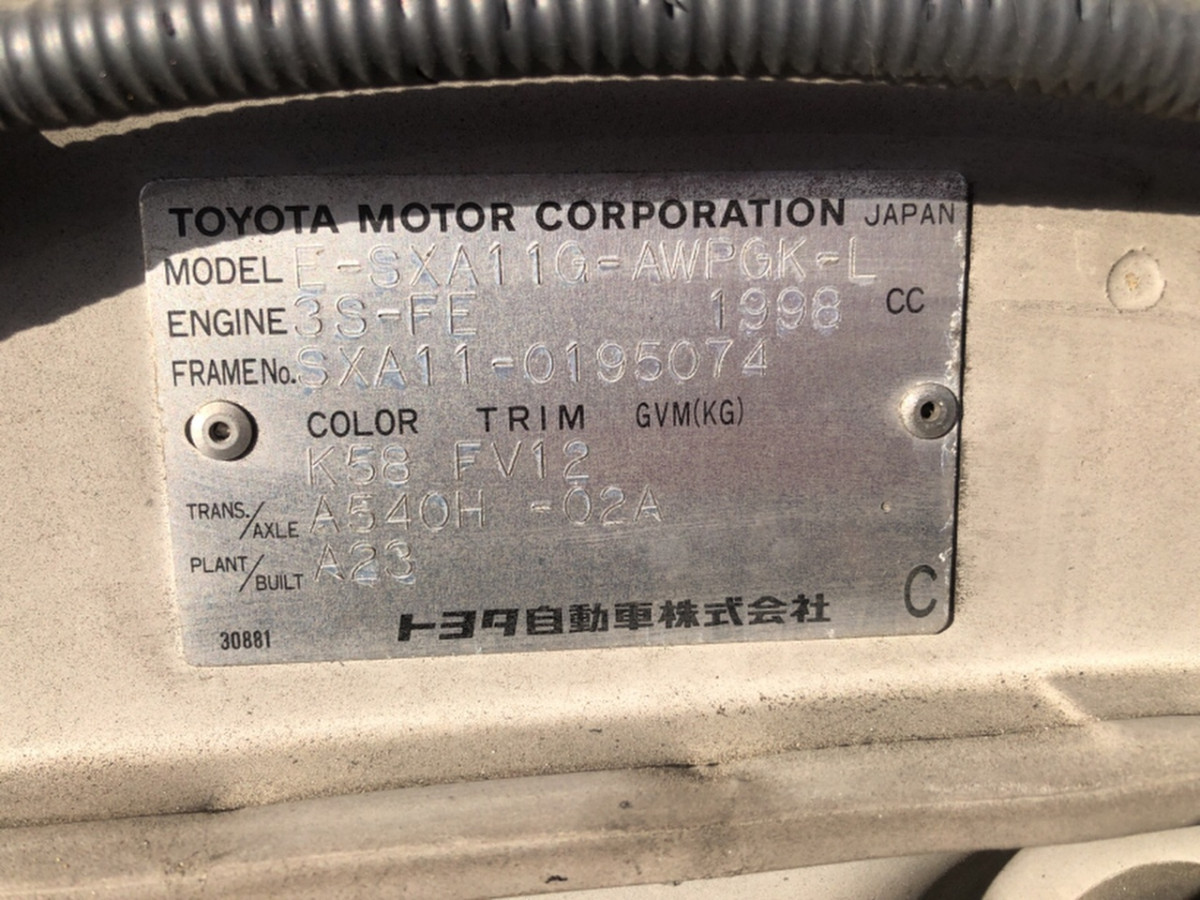 TOYOTA MOTOR CORPORATION JAPAN
MODEL E-SXA11G-AWPGK-L
ENGINE 3S-FE 1998 CC
FRAME No. SXA11-0195074
COLOR TRIM GVM(KG)
K58 FV12
TRANS./AXLE A540H -02A
PLANT/BUILT A23
トヨタ自動車株式会社 C
30881